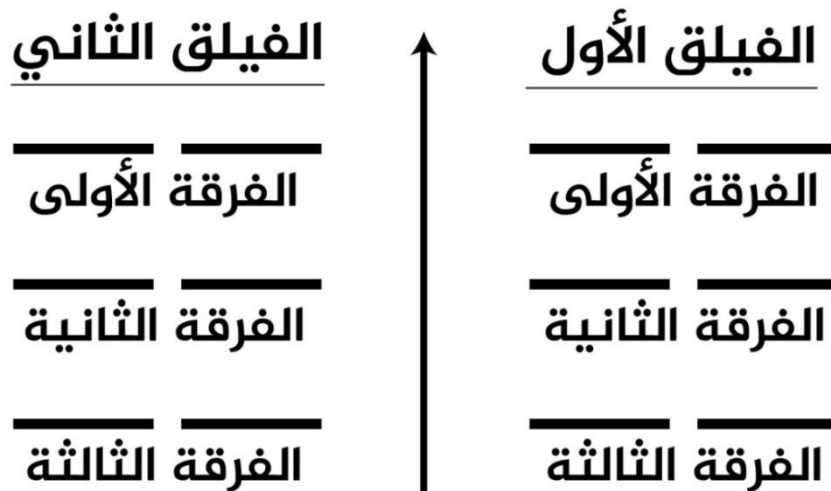 الفيلق الأول
الفرقة الأولى
الفرقة الثانية
الفرقة الثالثة
الفيلق الثاني
الفرقة الأولى
الفرقة الثانية
الفرقة الثالثة